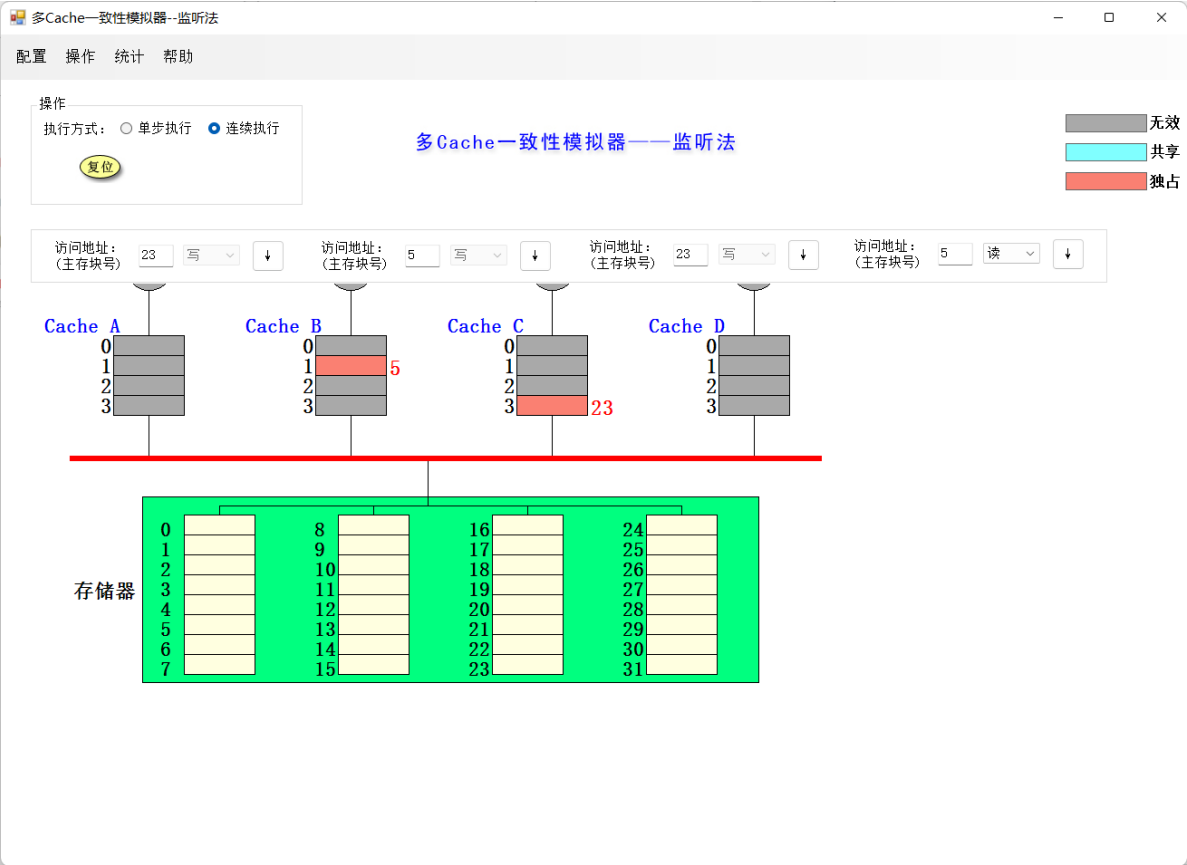 多Cache一致性模拟器--监听法
配置 操作 统计 帮助
操作
执行方式： 单步执行 连续执行
复位
多Cache一致性模拟器——监听法
无效
共享
独占
访问地址：
(主存块号) 23 写 ↓
访问地址：
(主存块号) 5 写 ↓
访问地址：
(主存块号) 23 写 ↓
访问地址：
(主存块号) 5 读 ↓
Cache A
0
1
2
3
Cache B
0
1 5
2
3
Cache C
0
1
2
3 23
Cache D
0
1
2
3
存储器
0 8 16 24
1 9 17 25
2 10 18 26
3 11 19 27
4 12 20 28
5 13 21 29
6 14 22 30
7 15 23 31